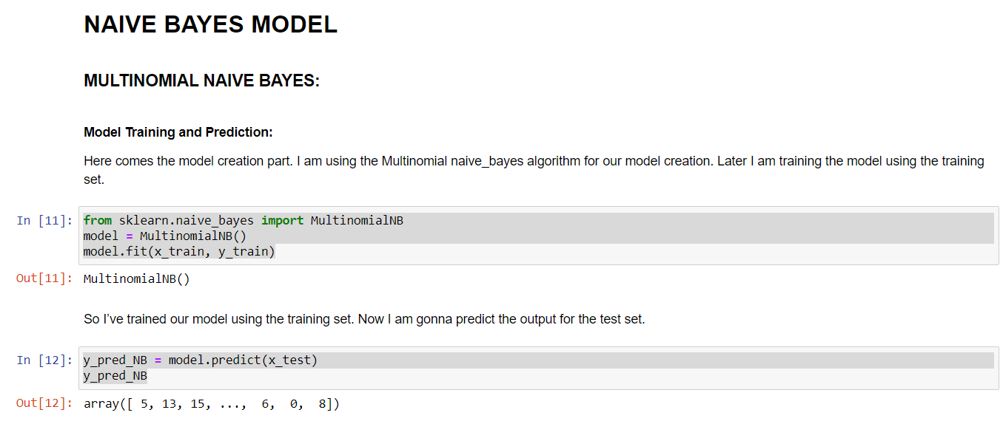 NAIVE BAYES MODEL
MULTINOMIAL NAIVE BAYES:
Model Training and Prediction:
Here comes the model creation part. I am using the Multinomial naive_bayes algorithm for our model creation. Later I am training the model using the training
set.
In [11]: from sklearn.naive_bayes import MultinomialNB
model = MultinomialNB()
model.fit(x_train, y_train)
Out[11]: MultinomialNB()
So I’ve trained our model using the training set. Now I am gonna predict the output for the test set.
In [12]: y_pred_NB = model.predict(x_test)
y_pred_NB
Out[12]: array([ 5, 13, 15, ...,  6,  0,  8])